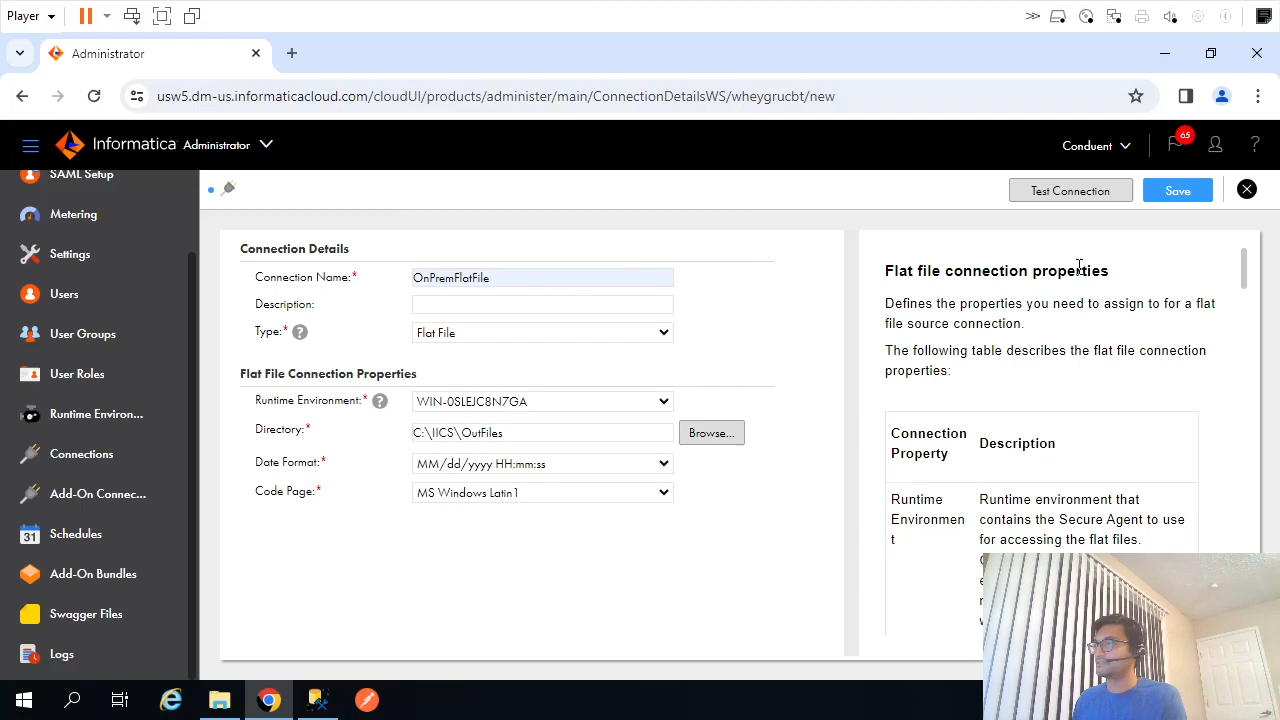 Player
Administrator
usw5.dm-us.informaticacloud.com/cloudUI/products/administer/main/ConnectionDetailsWS/wheygrucbt/new
Informatica Administrator
Conduent
65
?
SAML Setup
Metering
Settings
Users
User Groups
User Roles
Runtime Environ...
Connections
Add-On Connec...
31 Schedules
Add-On Bundles
Swagger Files
Logs
Test Connection
Save
Connection Details
Connection Name:* OnPremFlatFile
Description:
Type:* ? Flat File
Flat File Connection Properties
Runtime Environment:* ? WIN-0SLEJC8N7GA
Directory:* C:\IICS\OutFiles Browse...
Date Format:* MM/dd/yyyy HH:mm:ss
Code Page:* MS Windows Latin1
Flat file connection properties
Defines the properties you need to assign to for a flat
file source connection.
The following table describes the flat file connection
properties:
Connection
Property
Description
Runtime
Environmen
t
Runtime environment that
contains the Secure Agent to use
for accessing the flat files.